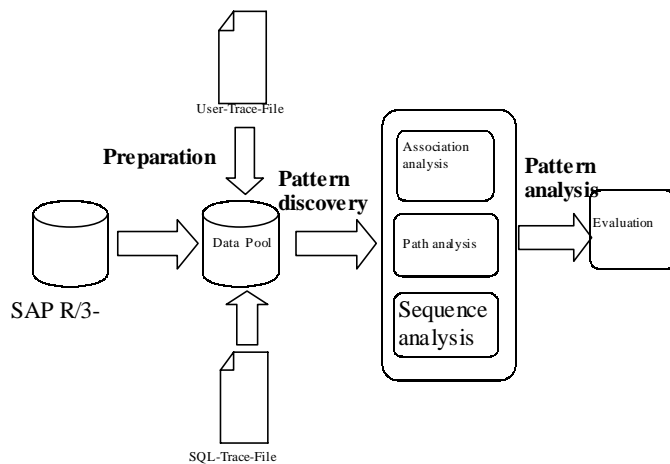 User-Trace-File
Preparation
Pattern
discovery
Association
analysis
Pattern
analysis
Data Pool
Path analysis
Evaluation
SAP R/3-
Sequence
analysis
SQL-Trace-File